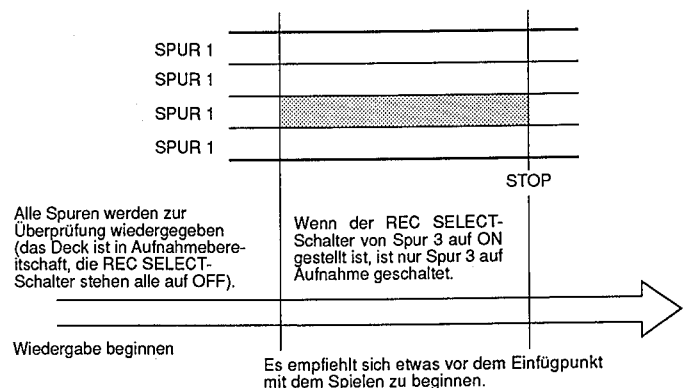 SPUR 1
SPUR 1
SPUR 1
SPUR 1
STOP
Alle Spuren werden zur
Überprüfung wiedergegeben
(das Deck ist in Aufnahmebere-
itschaft, die REC SELECT-
Schalter stehen alle auf OFF).
Wenn der REC SELECT-
Schalter von Spur 3 auf ON
gestellt ist, ist nur Spur 3 auf
Aufnahme geschaltet.
Wiedergabe beginnen
Es empfiehlt sich etwas vor dem Einfügpunkt
mit dem Spielen zu beginnen.